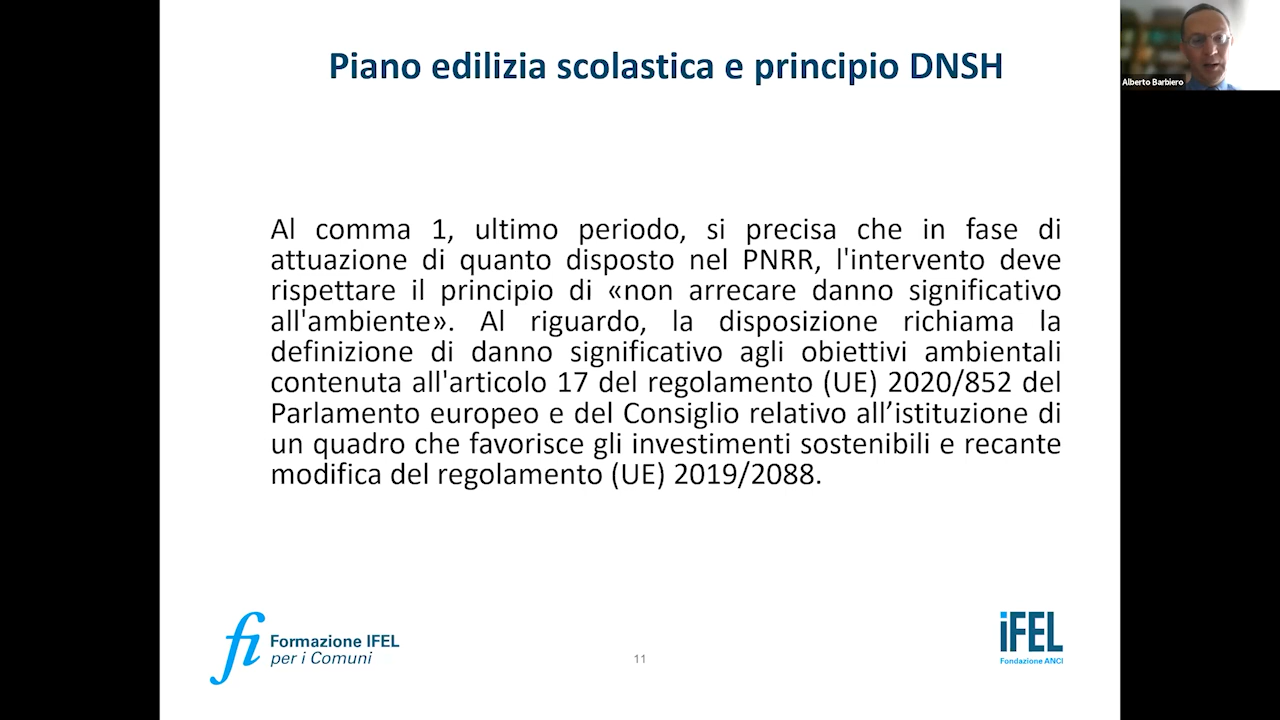 Piano edilizia scolastica e principio DNSH
Alberto Barbiero
Al comma 1, ultimo periodo, si precisa che in fase di
attuazione di quanto disposto nel PNRR, l'intervento deve
rispettare il principio di «non arrecare danno significativo
all'ambiente». Al riguardo, la disposizione richiama la
definizione di danno significativo agli obiettivi ambientali
contenuta all'articolo 17 del regolamento (UE) 2020/852 del
Parlamento europeo e del Consiglio relativo all’istituzione di
un quadro che favorisce gli investimenti sostenibili e recante
modifica del regolamento (UE) 2019/2088.
fi Formazione IFEL
per i Comuni
11
iFEL
Fondazione ANCI